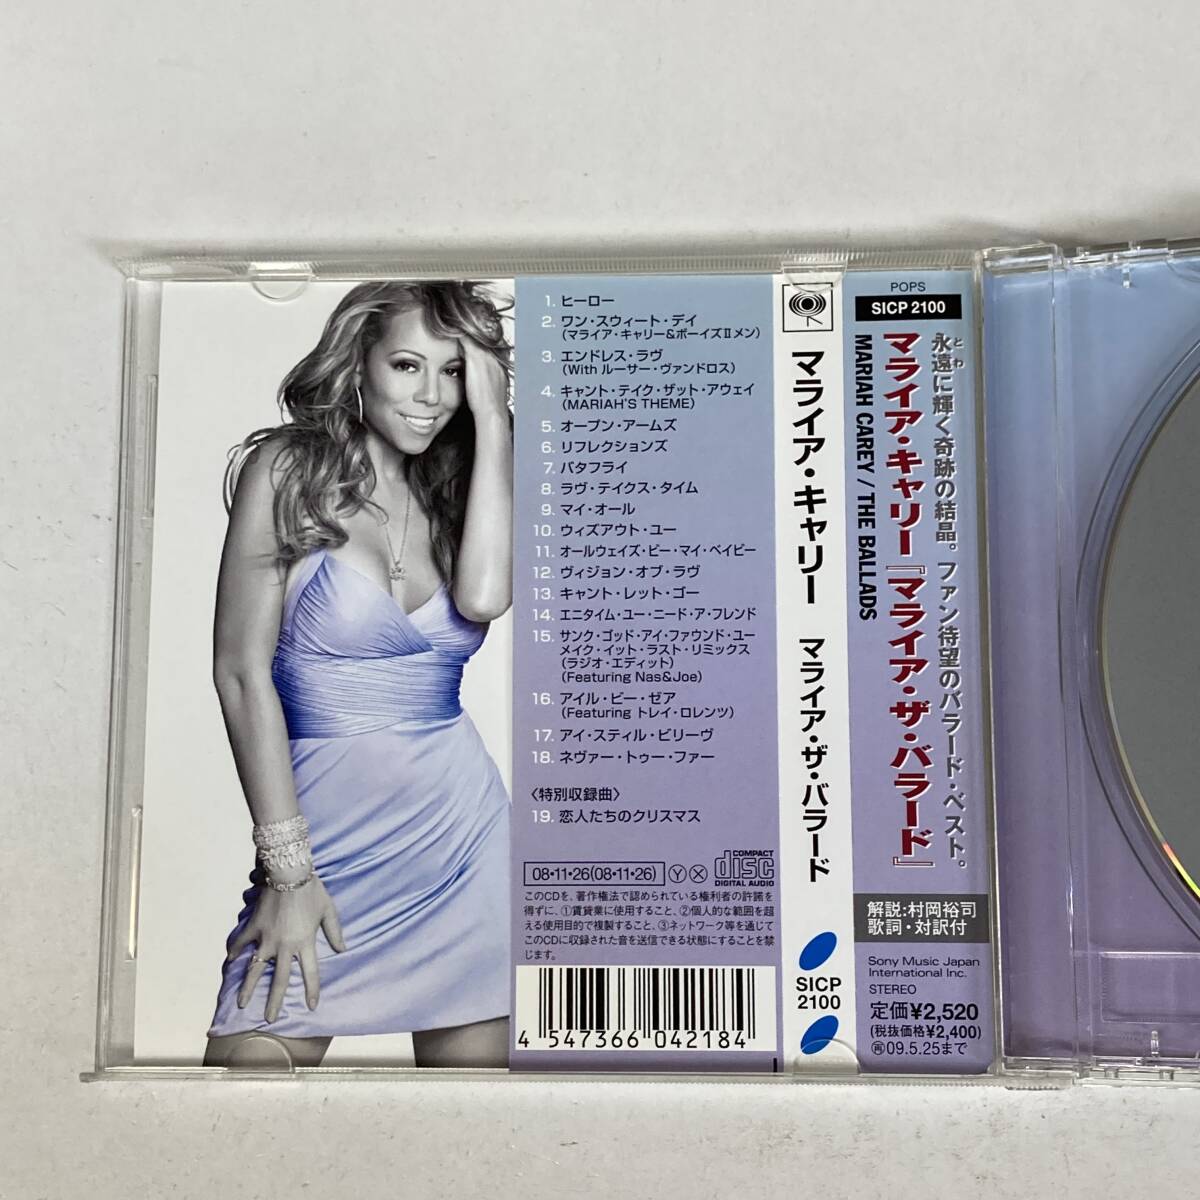 1. ヒーロー
2. ワン・スウィート・デイ
(マライア・キャリー&ボーイズⅡメン)
3. エンドレス・ラヴ
(With ルーサー・ヴァンドロス)
4. キャント・テイク・ザット・アウェイ
(MARIAH'S THEME)
5. オープン・アームズ
6. リフレクションズ
7. バタフライ
8. ラヴ・テイクス・タイム
9. マイ・オール
10. ウィズアウト・ユー
11. オールウェイズ・ビー・マイ・ベイビー
12. ヴィジョン・オブ・ラヴ
13. キャント・レット・ゴー
14. エニタイム・ユー・ニード・ア・フレンド
15. サンク・ゴッド・アイ・ファウンド・ユー
メイク・イット・ラスト・リミックス
(ラジオ・エディット)
(Featuring Nas&Joe)
16. アイル・ビー・ゼア
(Featuring トレイ・ロレンツ)
17. アイ・スティル・ビリーヴ
18. ネヴァー・トゥー・ファー
〈特別収録曲〉
19. 恋人たちのクリスマス
08・11・26(08・11・26) Ⓨ Ⓧ
COMPACT
disc
DIGITAL AUDIO
このCDを、著作権法で認められている権利者の許諾を
得ずに、①賃貸業に使用すること、②個人的な範囲を超
える使用目的で複製すること、③ネットワーク等を通じて
このCDに収録された音を送信できる状態にすることを禁
じます。
4 547366 042184
マライア・キャリー マライア・ザ・バラード
SICP
2100
POPS
SICP 2100
永遠に輝く奇跡の結晶。ファン待望のバラード・ベスト。
とわ
マライア・キャリー『マライア・ザ・バラード』
MARIAH CAREY / THE BALLADS
解説:村岡裕司
歌詞・対訳付
Sony Music Japan
International Inc.
STEREO
定価¥2,520
(税抜価格¥2,400)
㊞09.5.25まで
LOVE